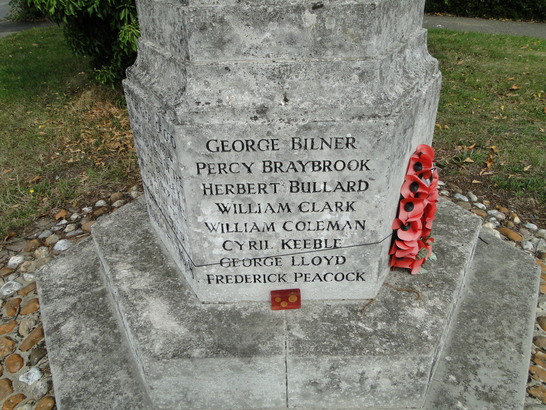 GEORGE BILNER
PERCY BRAYBROOK
HERBERT BULLARD
WILLIAM CLARK
WILLIAM COLEMAN
CYRIL KEEBLE
GEORGE LLOYD
FREDERICK PEACOCK